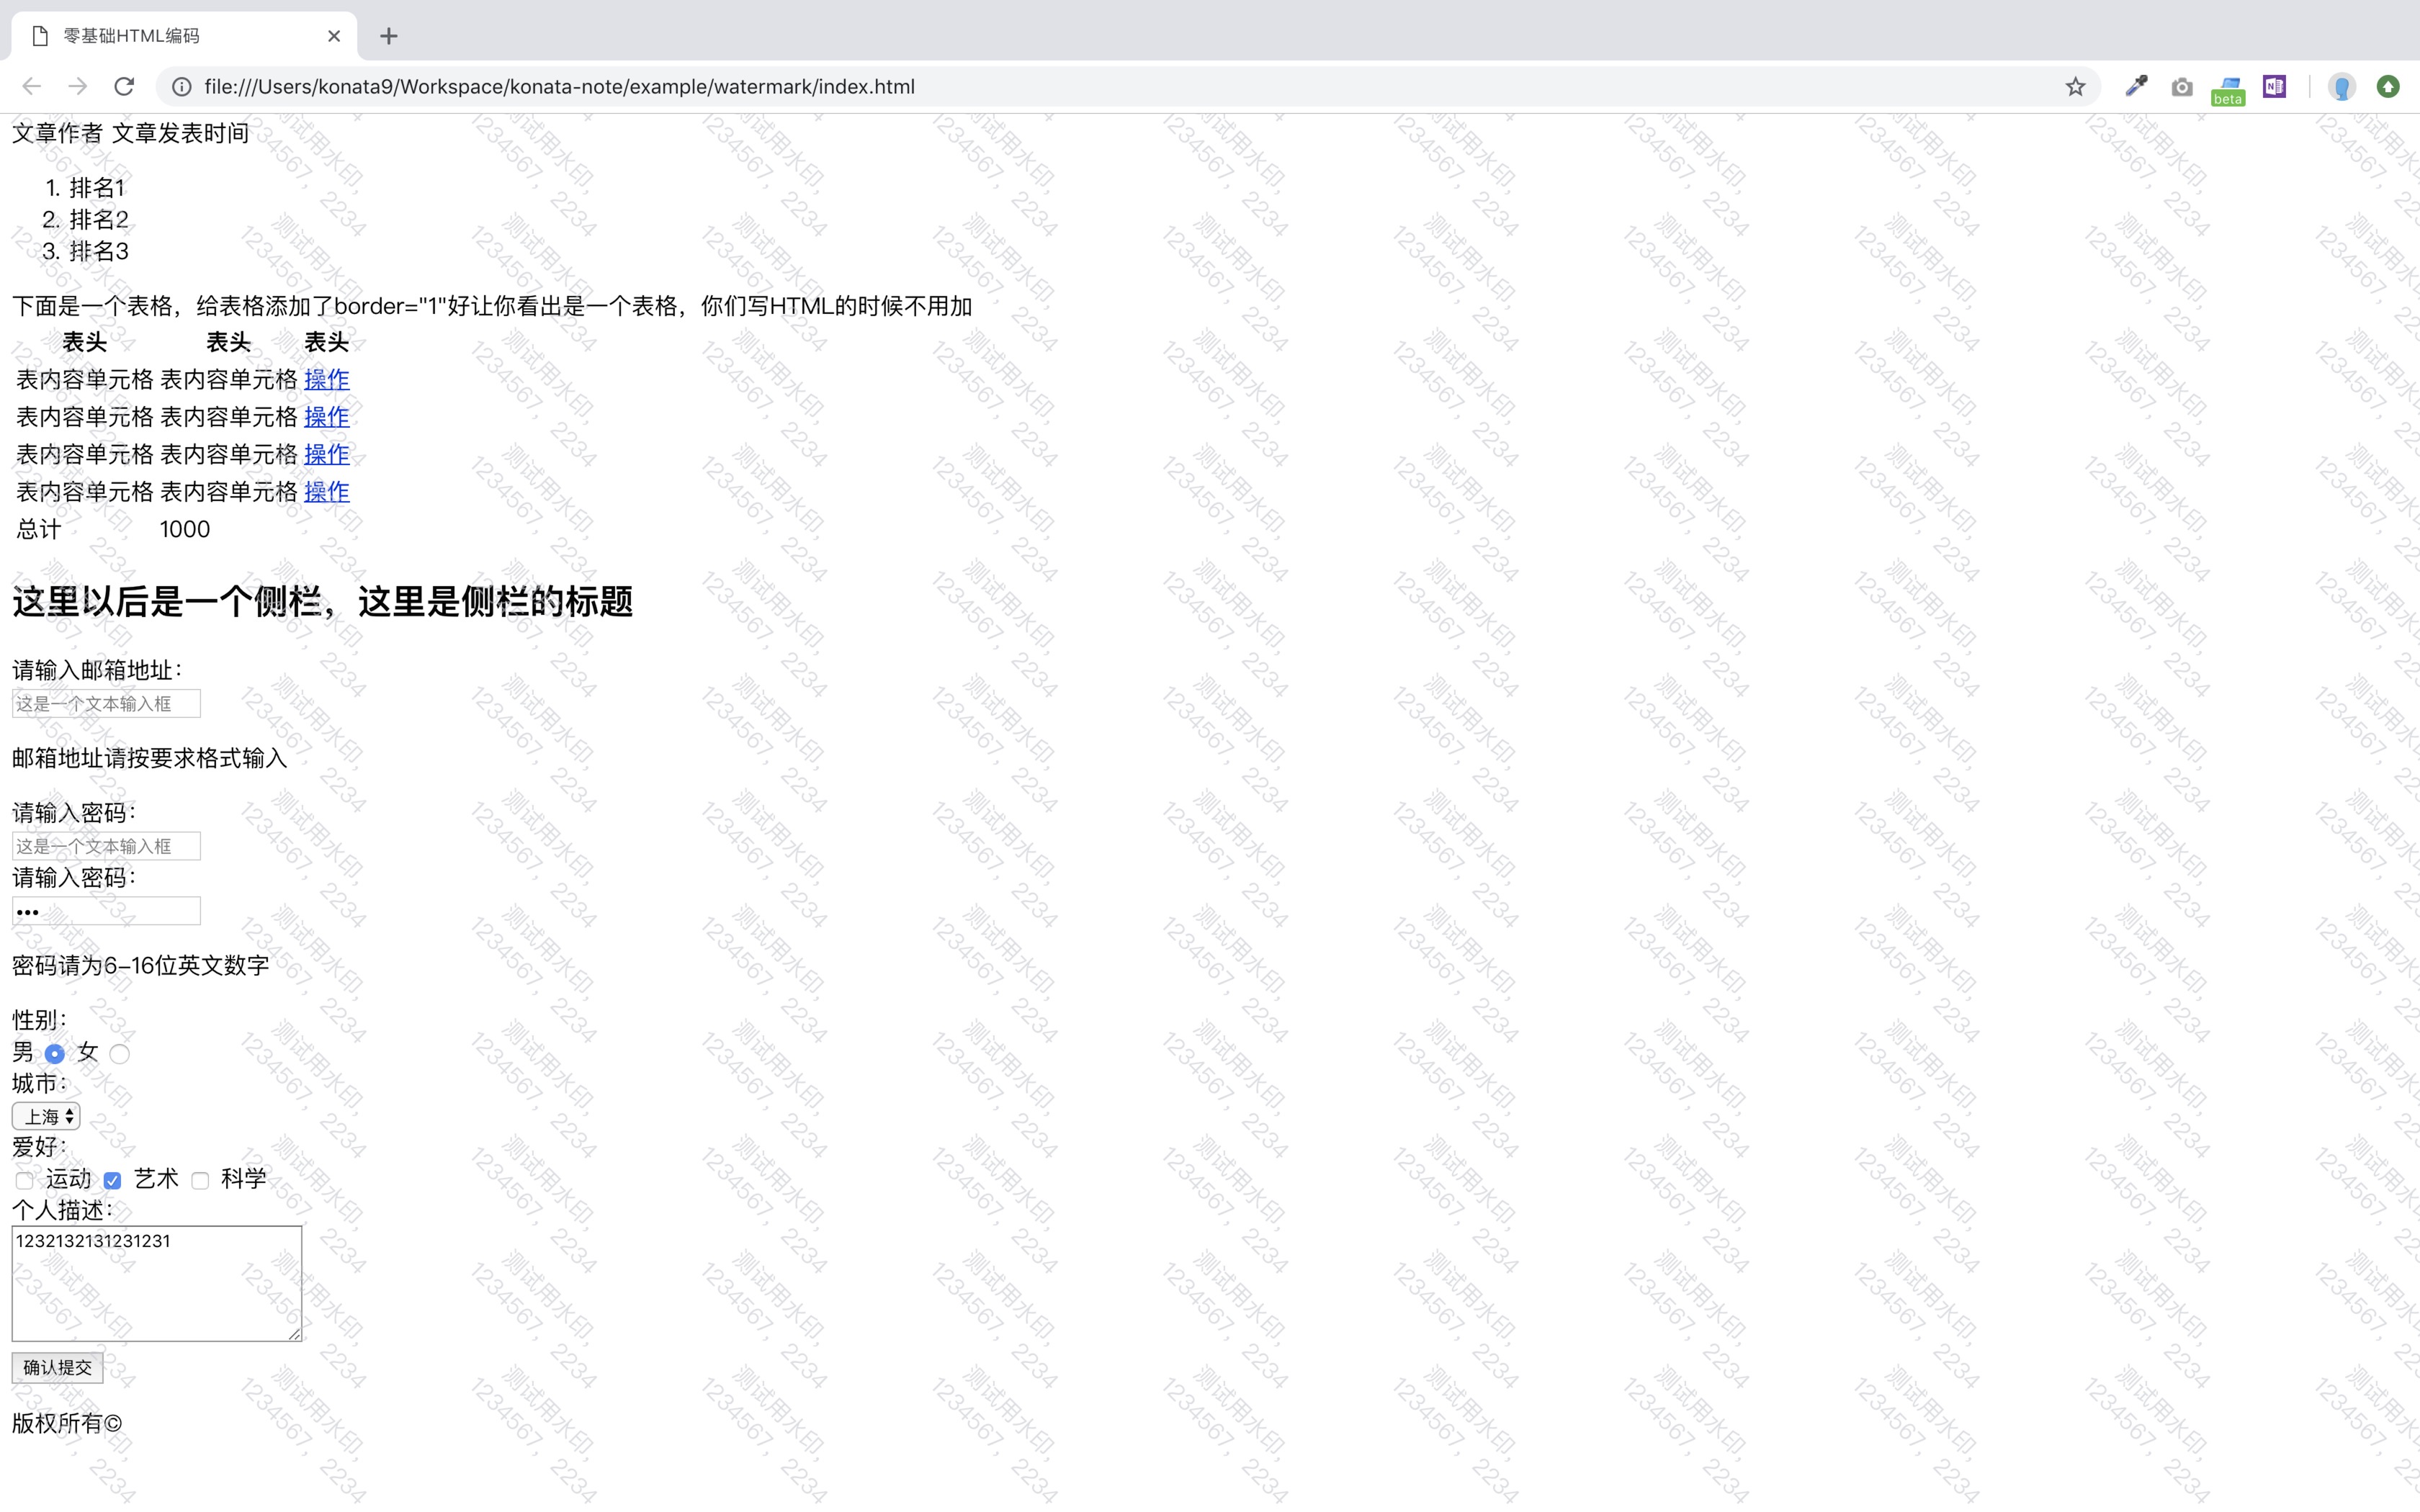 零基础HTML编码
file:///Users/konata9/Workspace/konata-note/example/watermark/index.html
beta
N
文章作者 文章发表时间
1. 排名1
2. 排名2
3. 排名3
下面是一个表格，给表格添加了border="1"好让你看出是一个表格，你们写HTML的时候不用加
表头 表头 表头
表内容单元格 表内容单元格 操作
表内容单元格 表内容单元格 操作
表内容单元格 表内容单元格 操作
表内容单元格 表内容单元格 操作
总计 1000
这里以后是一个侧栏，这里是侧栏的标题
请输入邮箱地址：
这是一个文本输入框
邮箱地址请按要求格式输入
请输入密码：
这是一个文本输入框
请输入密码：
•••
密码请为6-16位英文数字
性别：
男 女
城市：
上海
爱好：
运动 艺术 科学
个人描述：
1232132131231231
确认提交
版权所有©
测试用水印，
1234567，2234